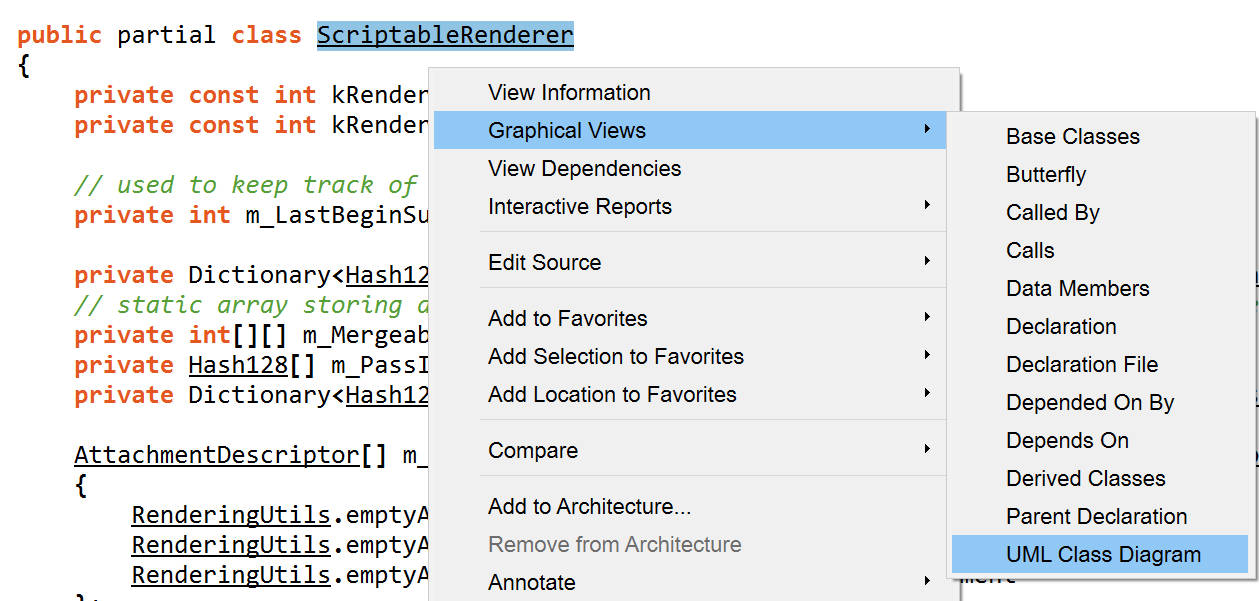 public partial class ScriptableRenderer
{
private const int kRender
private const int kRender
// used to keep track of
private int m_LastBeginSu
private Dictionary<Hash12
// static array storing a
private int[][] m_Mergeab
private Hash128[] m_PassI
private Dictionary<Hash12
AttachmentDescriptor[] m_
{
RenderingUtils.emptyA
RenderingUtils.emptyA
RenderingUtils.emptyA
View Information
Graphical Views
View Dependencies
Interactive Reports
Edit Source
Add to Favorites
Add Selection to Favorites
Add Location to Favorites
Compare
Add to Architecture...
Remove from Architecture
Annotate
Base Classes
Butterfly
Called By
Calls
Data Members
Declaration
Declaration File
Depended On By
Depends On
Derived Classes
Parent Declaration
UML Class Diagram